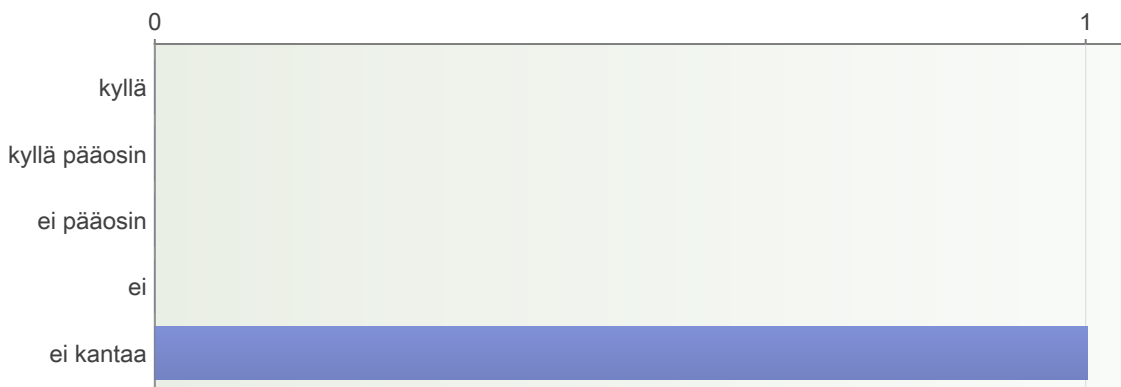 0 1
kyllä
kyllä pääosin
ei pääosin
ei
ei kantaa